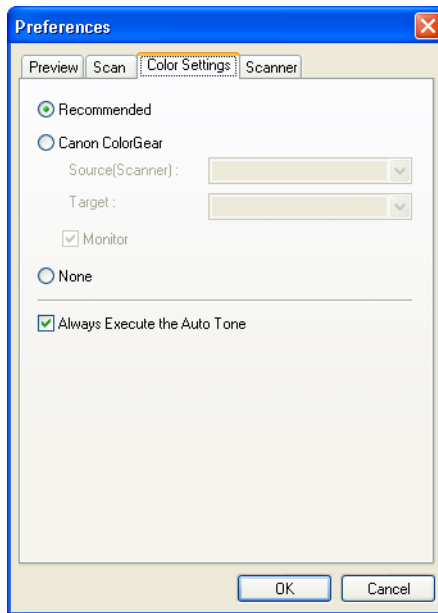 Preferences
Preview Scan Color Settings Scanner
Recommended
Canon ColorGear
Source(Scanner) :
Target :
Monitor
None
Always Execute the Auto Tone
OK Cancel